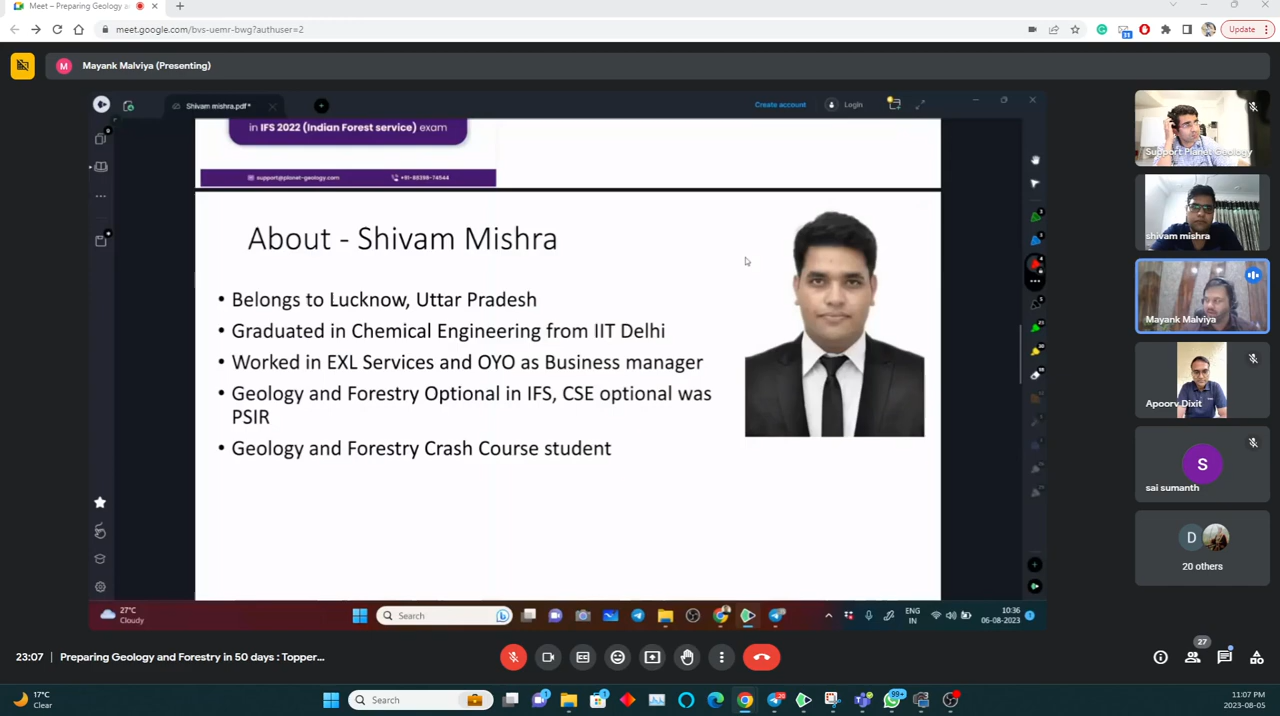 Meet – Preparing Geology an
meet.google.com/bvs-uemr-bwg?authuser=2
31
Update
M
Mayank Malviya (Presenting)
Shivam mishra.pdf*
Create account
Login
in IFS 2022 (Indian Forest service) exam
support@planet-geology.com
+91-88398-74544
About - Shivam Mishra
• Belongs to Lucknow, Uttar Pradesh
• Graduated in Chemical Engineering from IIT Delhi
• Worked in EXL Services and OYO as Business manager
• Geology and Forestry Optional in IFS, CSE optional was
PSIR
• Geology and Forestry Crash Course student
Support Planet Geology
shivam mishra
Mayank Malviya
Apoorv Dixit
S
sai sumanth
D
20 others
27°C
Cloudy
Search
ENG
IN
10:36
06-08-2023
23:07
Preparing Geology and Forestry in 50 days : Topper...
27
17°C
Clear
Search
99+
11:07 PM
2023-08-05